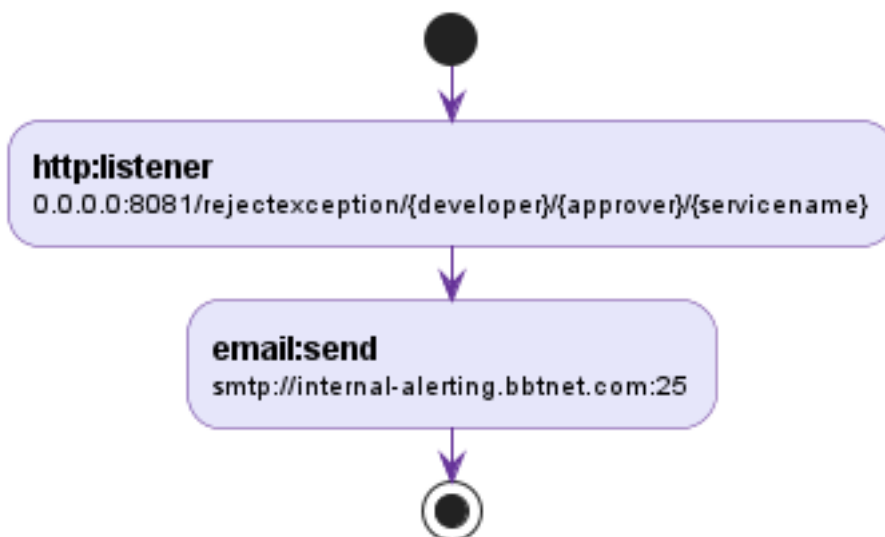 http:listener
0.0.0.0:8081/rejectexception/{developer}/{approver}/{servicename}
email:send
smtp://internal-alerting.bbtnet.com:25